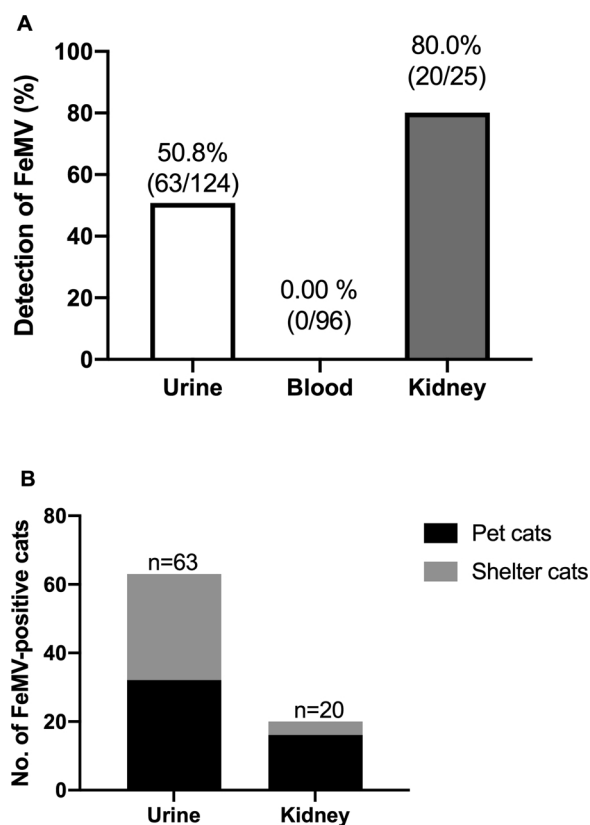 A
Detection of FeMV (%)
100
80
60
40
20
0
50.8%
(63/124)
0.00 %
(0/96)
80.0%
(20/25)
Urine Blood Kidney
B
No. of FeMV-positive cats
80
60
40
20
0
n=63
n=20
Urine Kidney
Pet cats
Shelter cats